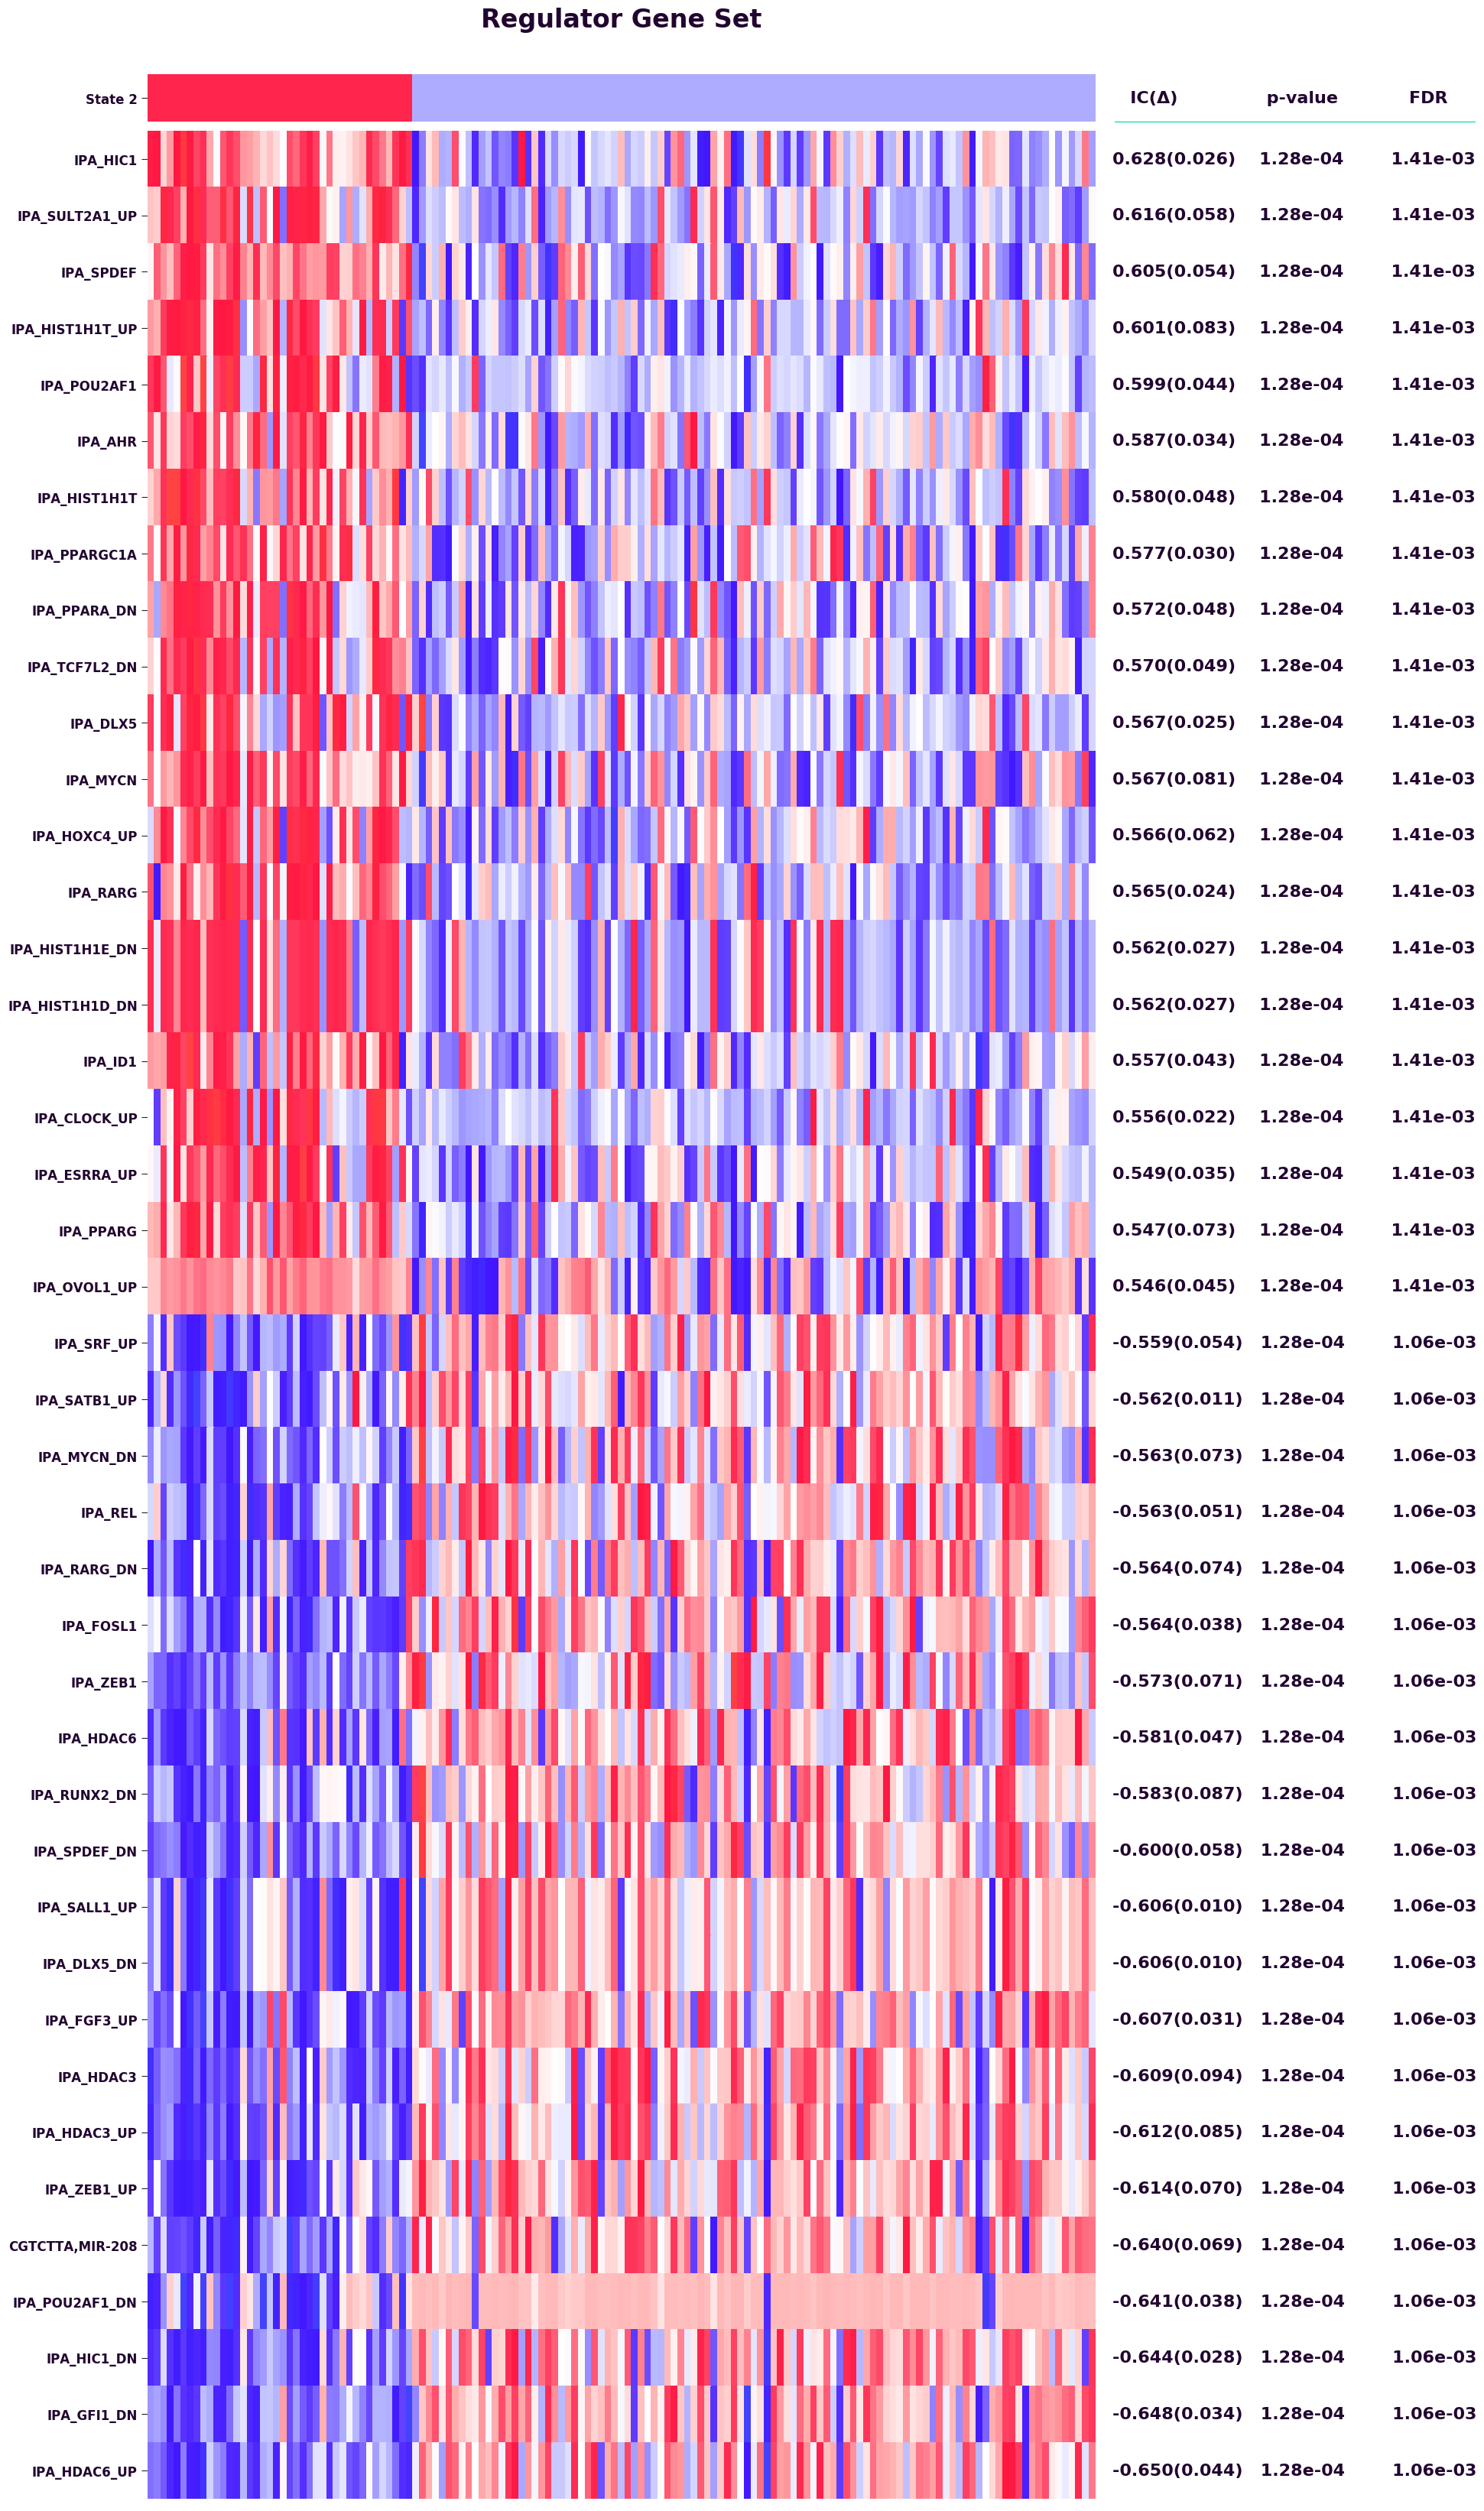 Regulator Gene Set
State 2 IC(Δ) p-value FDR
IPA_HIC1 0.628(0.026) 1.28e-04 1.41e-03
IPA_SULT2A1_UP 0.616(0.058) 1.28e-04 1.41e-03
IPA_SPDEF 0.605(0.054) 1.28e-04 1.41e-03
IPA_HIST1H1T_UP 0.601(0.083) 1.28e-04 1.41e-03
IPA_POU2AF1 0.599(0.044) 1.28e-04 1.41e-03
IPA_AHR 0.587(0.034) 1.28e-04 1.41e-03
IPA_HIST1H1T 0.580(0.048) 1.28e-04 1.41e-03
IPA_PPARGC1A 0.577(0.030) 1.28e-04 1.41e-03
IPA_PPARA_DN 0.572(0.048) 1.28e-04 1.41e-03
IPA_TCF7L2_DN 0.570(0.049) 1.28e-04 1.41e-03
IPA_DLX5 0.567(0.025) 1.28e-04 1.41e-03
IPA_MYCN 0.567(0.081) 1.28e-04 1.41e-03
IPA_HOXC4_UP 0.566(0.062) 1.28e-04 1.41e-03
IPA_RARG 0.565(0.024) 1.28e-04 1.41e-03
IPA_HIST1H1E_DN 0.562(0.027) 1.28e-04 1.41e-03
IPA_HIST1H1D_DN 0.562(0.027) 1.28e-04 1.41e-03
IPA_ID1 0.557(0.043) 1.28e-04 1.41e-03
IPA_CLOCK_UP 0.556(0.022) 1.28e-04 1.41e-03
IPA_ESRRA_UP 0.549(0.035) 1.28e-04 1.41e-03
IPA_PPARG 0.547(0.073) 1.28e-04 1.41e-03
IPA_OVOL1_UP 0.546(0.045) 1.28e-04 1.41e-03
IPA_SRF_UP -0.559(0.054) 1.28e-04 1.06e-03
IPA_SATB1_UP -0.562(0.011) 1.28e-04 1.06e-03
IPA_MYCN_DN -0.563(0.073) 1.28e-04 1.06e-03
IPA_REL -0.563(0.051) 1.28e-04 1.06e-03
IPA_RARG_DN -0.564(0.074) 1.28e-04 1.06e-03
IPA_FOSL1 -0.564(0.038) 1.28e-04 1.06e-03
IPA_ZEB1 -0.573(0.071) 1.28e-04 1.06e-03
IPA_HDAC6 -0.581(0.047) 1.28e-04 1.06e-03
IPA_RUNX2_DN -0.583(0.087) 1.28e-04 1.06e-03
IPA_SPDEF_DN -0.600(0.058) 1.28e-04 1.06e-03
IPA_SALL1_UP -0.606(0.010) 1.28e-04 1.06e-03
IPA_DLX5_DN -0.606(0.010) 1.28e-04 1.06e-03
IPA_FGF3_UP -0.607(0.031) 1.28e-04 1.06e-03
IPA_HDAC3 -0.609(0.094) 1.28e-04 1.06e-03
IPA_HDAC3_UP -0.612(0.085) 1.28e-04 1.06e-03
IPA_ZEB1_UP -0.614(0.070) 1.28e-04 1.06e-03
CGTCTTA,MIR-208 -0.640(0.069) 1.28e-04 1.06e-03
IPA_POU2AF1_DN -0.641(0.038) 1.28e-04 1.06e-03
IPA_HIC1_DN -0.644(0.028) 1.28e-04 1.06e-03
IPA_GFI1_DN -0.648(0.034) 1.28e-04 1.06e-03
IPA_HDAC6_UP -0.650(0.044) 1.28e-04 1.06e-03